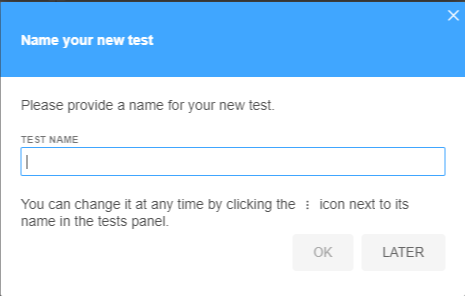 Name your new test
Please provide a name for your new test.
TEST NAME
You can change it at any time by clicking the ⋮ icon next to its
name in the tests panel.
OK
LATER